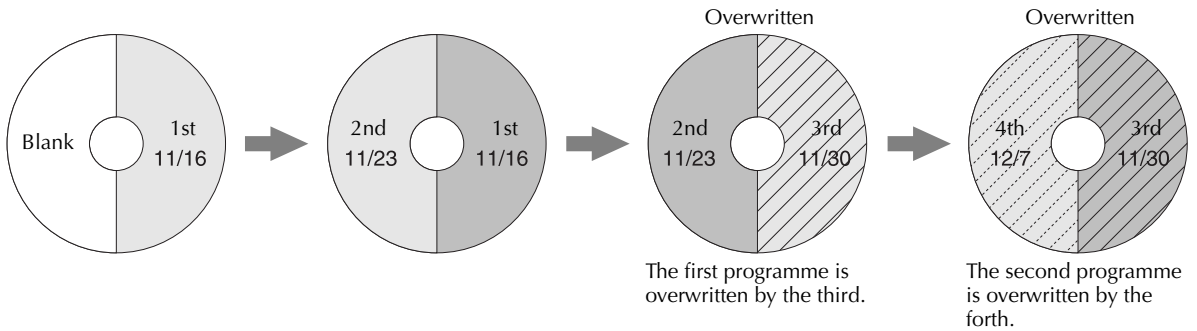 Overwritten
Overwritten
Blank
1st
11/16
2nd
11/23
1st
11/16
2nd
11/23
3rd
11/30
4th
12/7
3rd
11/30
The first programme is
overwritten by the third.
The second programme
is overwritten by the
forth.